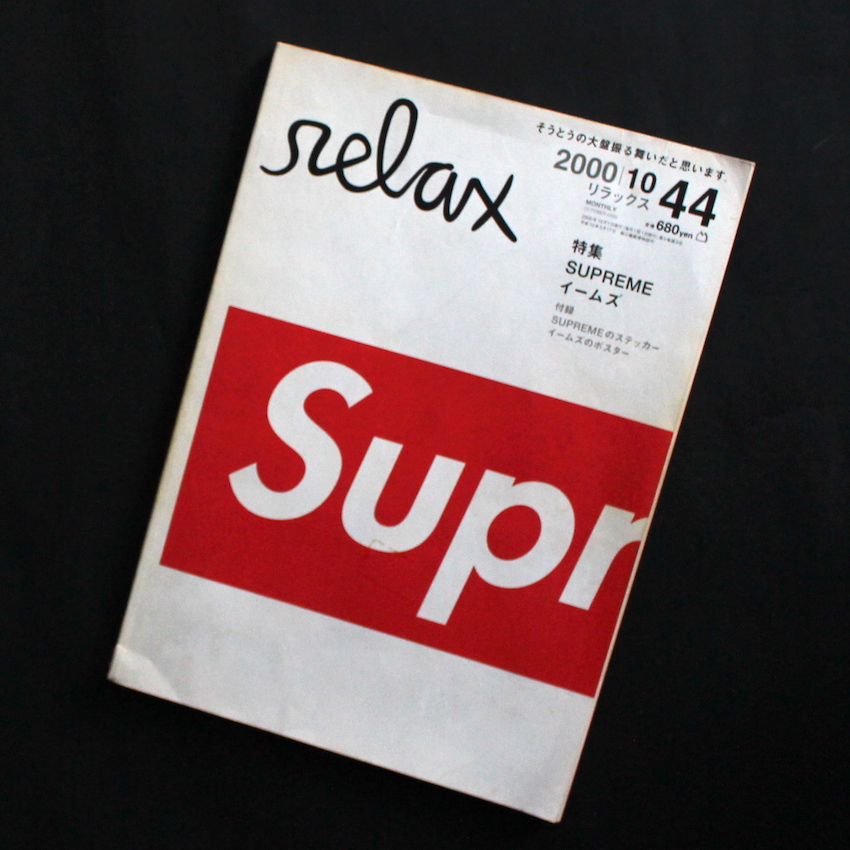 relax
そうとうの大盤振る舞いだと思います。
2000 10 44
リラックス
MONTHLY
680yen
特集
SUPREME
イームズ
付録
SUPREMEのステッカー
イームズのポスター
Supr